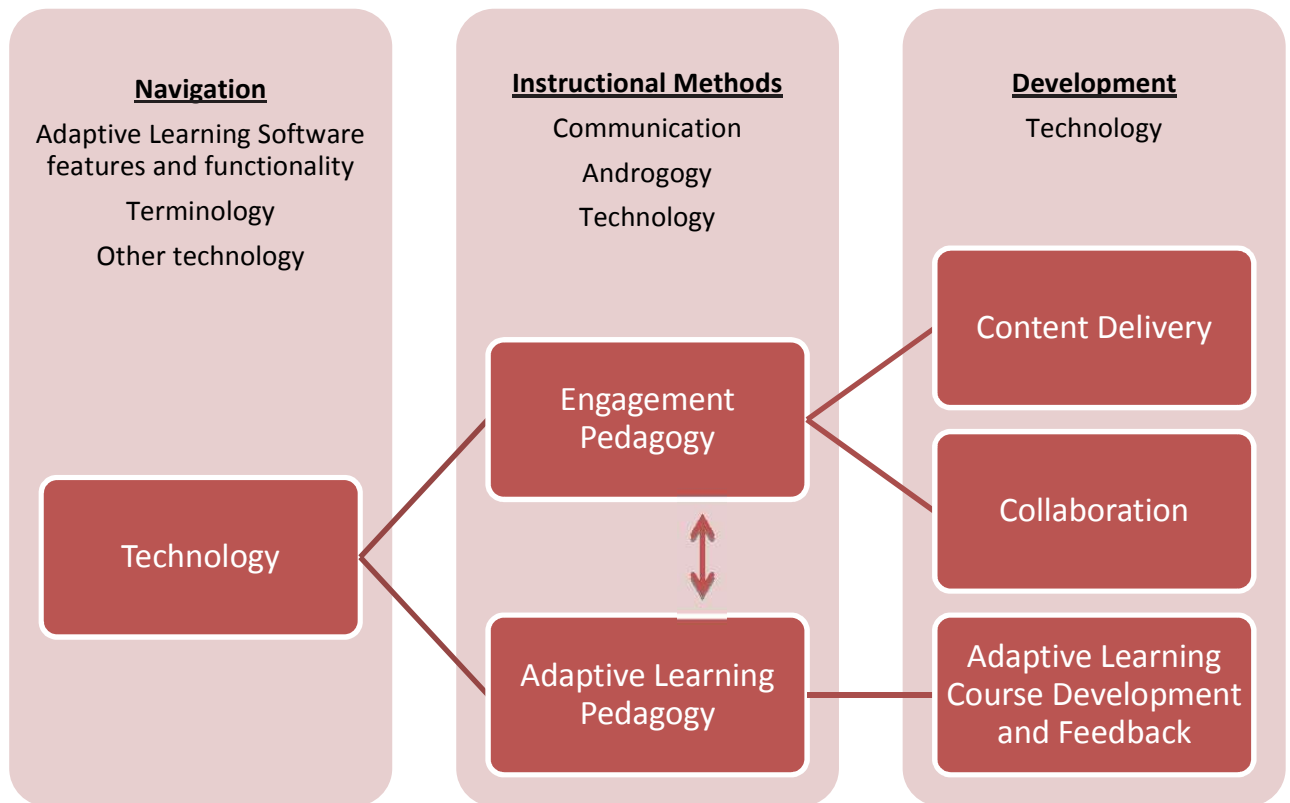 Navigation
Adaptive Learning Software
features and functionality
Terminology
Other technology
Technology
Instructional Methods
Communication
Androgogy
Technology
Engagement
Pedagogy
Adaptive Learning
Pedagogy
Development
Technology
Content Delivery
Collaboration
Adaptive Learning
Course Development
and Feedback